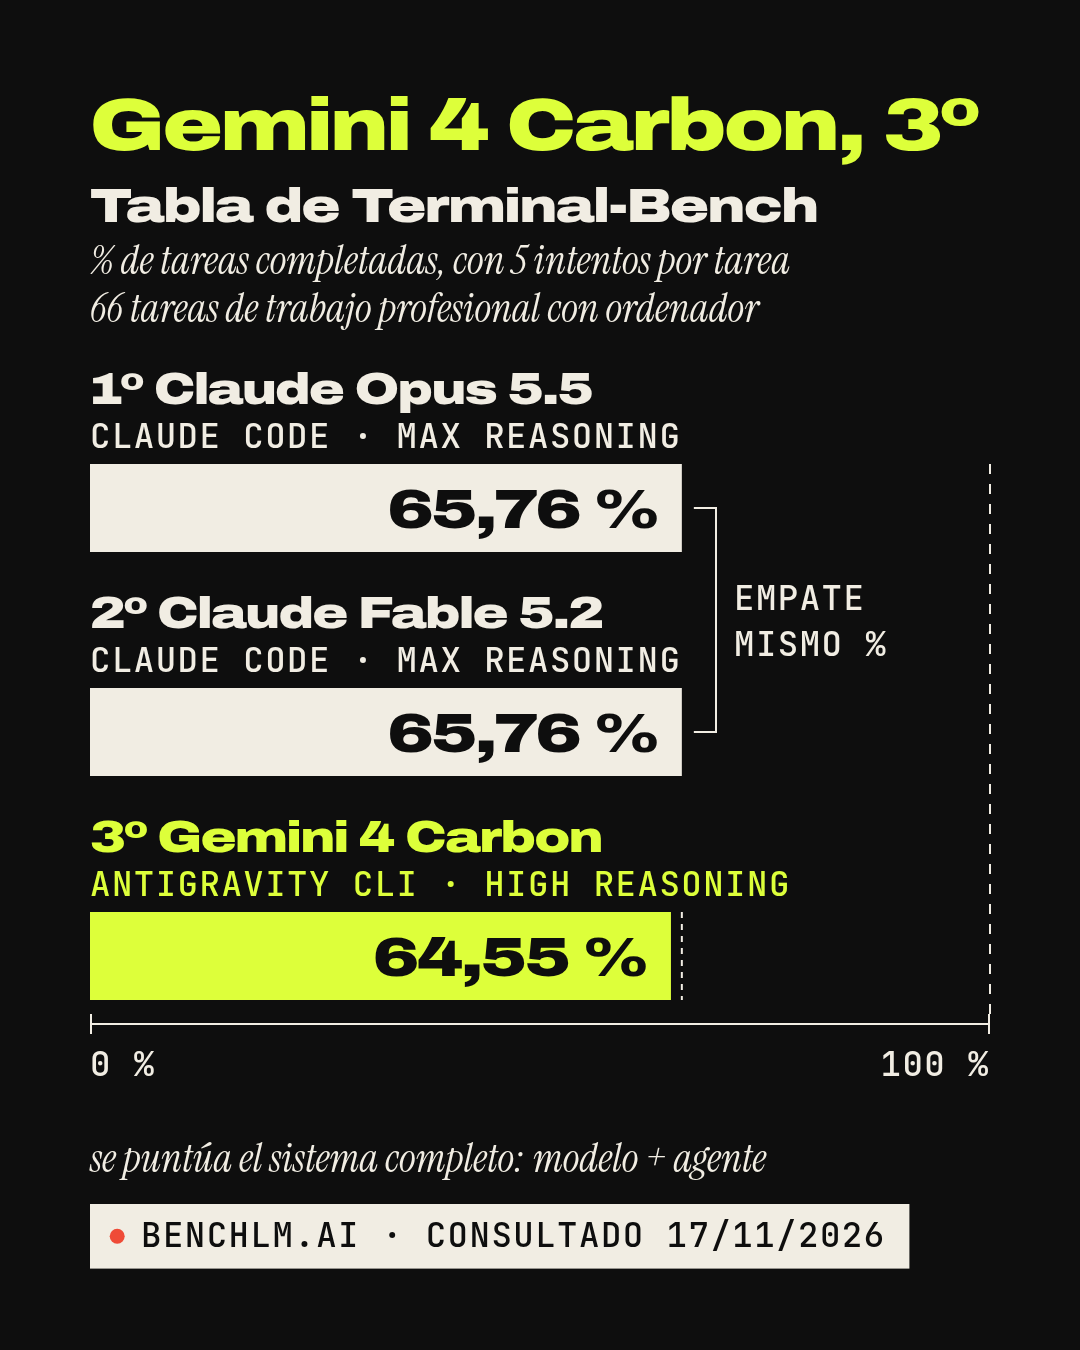 Gemini 4 Carbon, 3º
Tabla de Terminal-Bench
% de tareas completadas, con 5 intentos por tarea
66 tareas de trabajo profesional con ordenador
1º Claude Opus 5.5
CLAUDE CODE · MAX REASONING
65,76 %
2º Claude Fable 5.2
CLAUDE CODE · MAX REASONING
65,76 %
EMPATE
MISMO %
3º Gemini 4 Carbon
ANTIGRAVITY CLI · HIGH REASONING
64,55 %
0 %
100 %
se puntúa el sistema completo: modelo + agente
BENCHLM.AI · CONSULTADO 17/11/2026